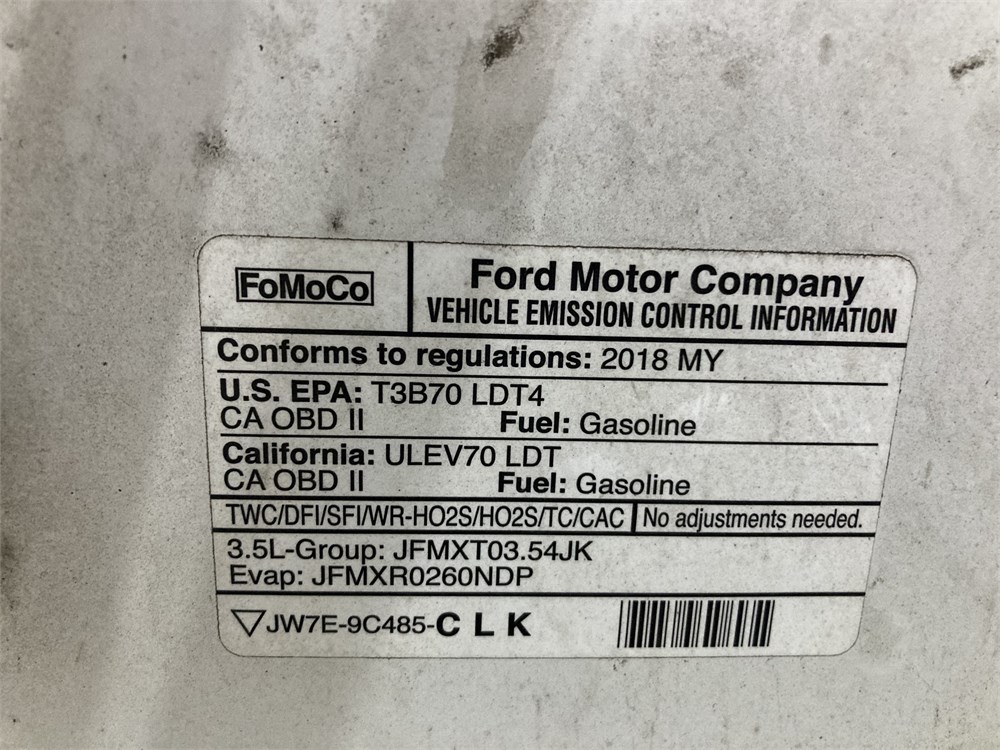 FoMoCo
Ford Motor Company
VEHICLE EMISSION CONTROL INFORMATION
Conforms to regulations: 2018 MY
U.S. EPA: T3B70 LDT4
CA OBD II Fuel: Gasoline
California: ULEV70 LDT
CA OBD II Fuel: Gasoline
TWC/DFI/SFI/WR-HO2S/HO2S/TC/CAC No adjustments needed.
3.5L-Group: JFMXT03.54JK
Evap: JFMXR0260NDP
JW7E-9C485-C L K